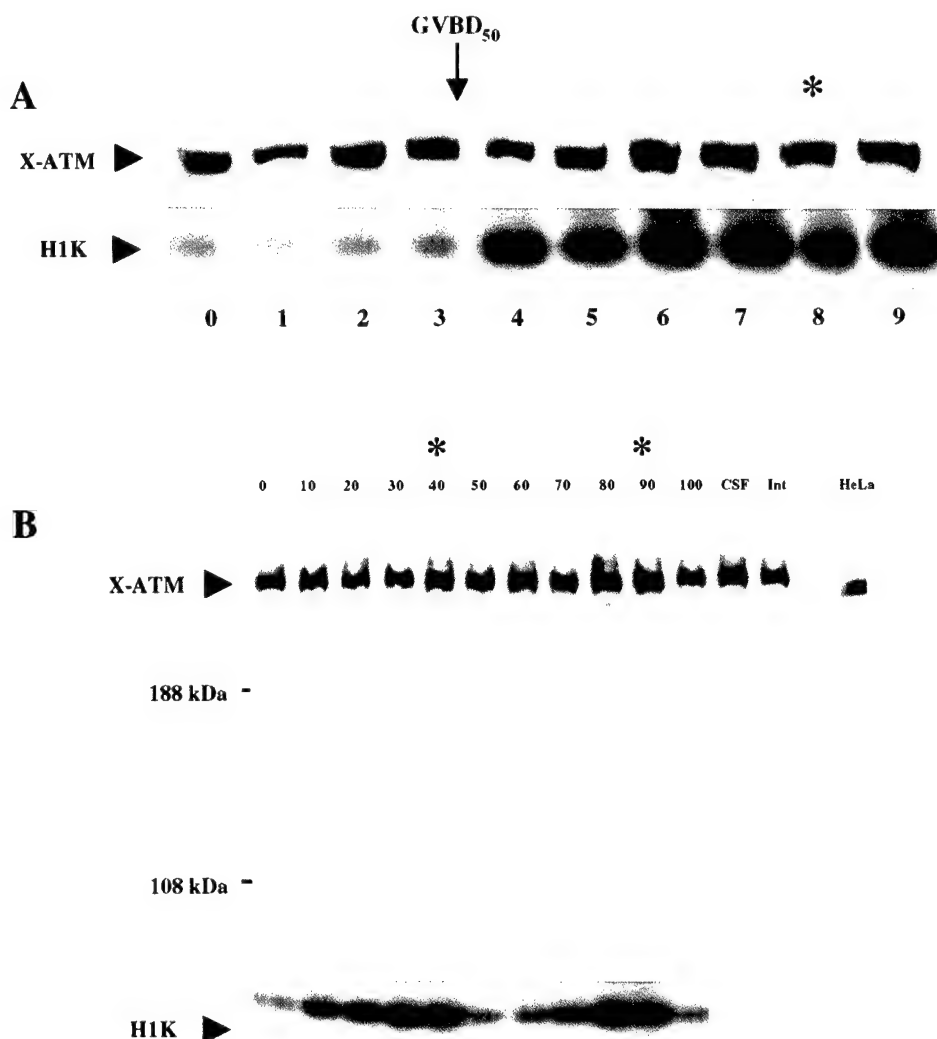 GVBD50
A
*
X-ATM
H1K
0 1 2 3 4 5 6 7 8 9
* *
0 10 20 30 40 50 60 70 80 90 100 CSF Int HeLa
B
X-ATM
188 kDa
108 kDa
H1K